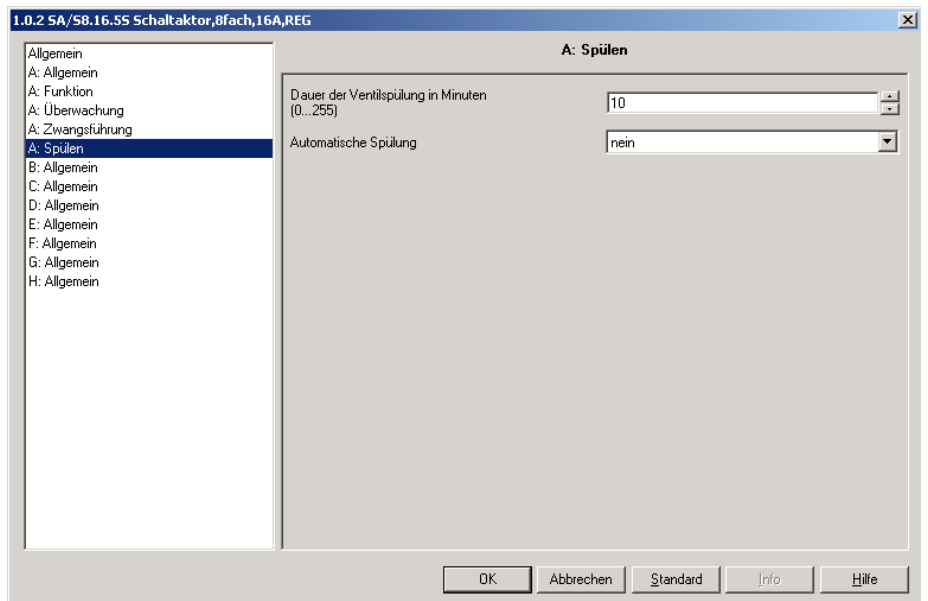 1.0.2 SA/S8.16.5S Schaltaktor,8fach,16A,REG
Allgemein
A: Allgemein
A: Funktion
A: Überwachung
A: Zwangsführung
A: Spülen
B: Allgemein
C: Allgemein
D: Allgemein
E: Allgemein
F: Allgemein
G: Allgemein
H: Allgemein
A: Spülen
Dauer der Ventilspülung in Minuten
(0...255)
10
Automatische Spülung
nein
OK
Abbrechen
Standard
Info
Hilfe